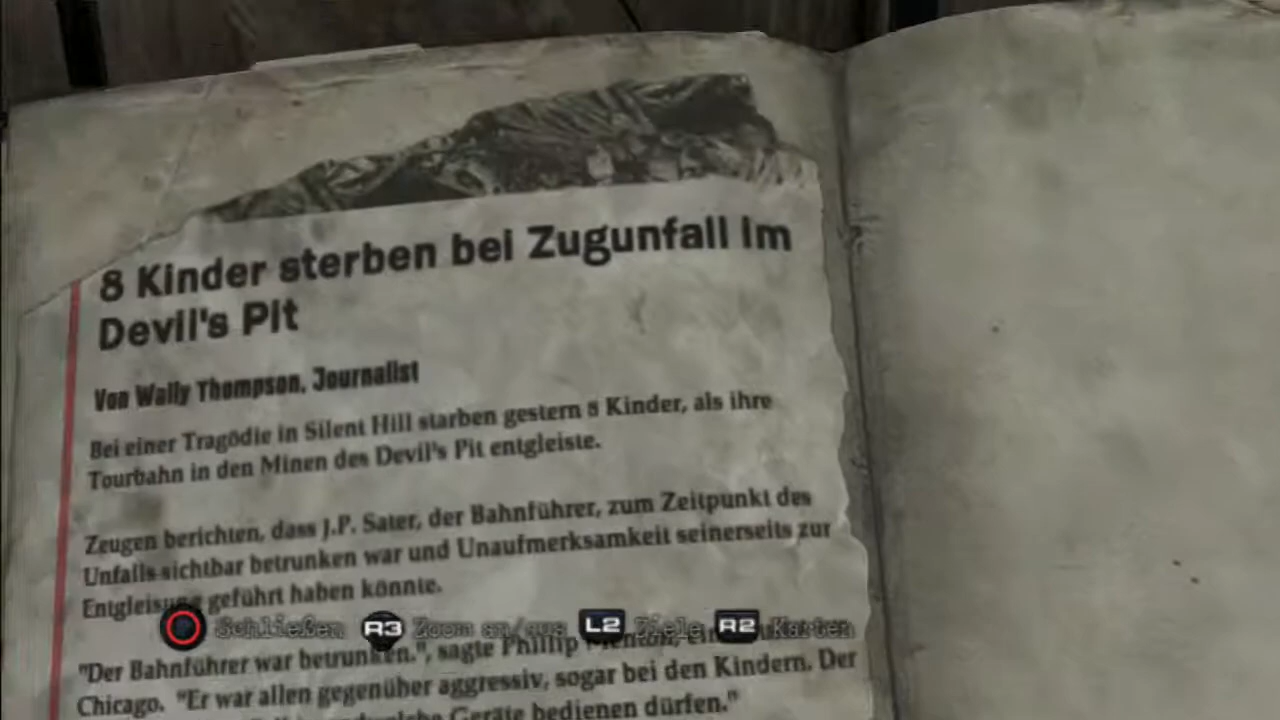 8 Kinder sterben bei Zugunfall im
Devil's Pit
Von Wally Thompson, Journalist
Bei einer Tragödie in Silent Hill starben gestern 8 Kinder, als ihre
Tourbahn in den Minen des Devil's Pit entgleiste.
Zeugen berichten, dass J.P. Sater, der Bahnführer, zum Zeitpunkt des
Unfalls sichtbar betrunken war und Unaufmerksamkeit seinerseits zur
Entgleisung geführt haben könnte.
Schließen R3 Zoom an/aus L2 Ziele R2 Karten
"Der Bahnführer war betrunken.", sagte Phillip
Chicago. "Er war allen gegenüber aggressiv, sogar bei den Kindern. Der
Geräte bedienen dürfen."